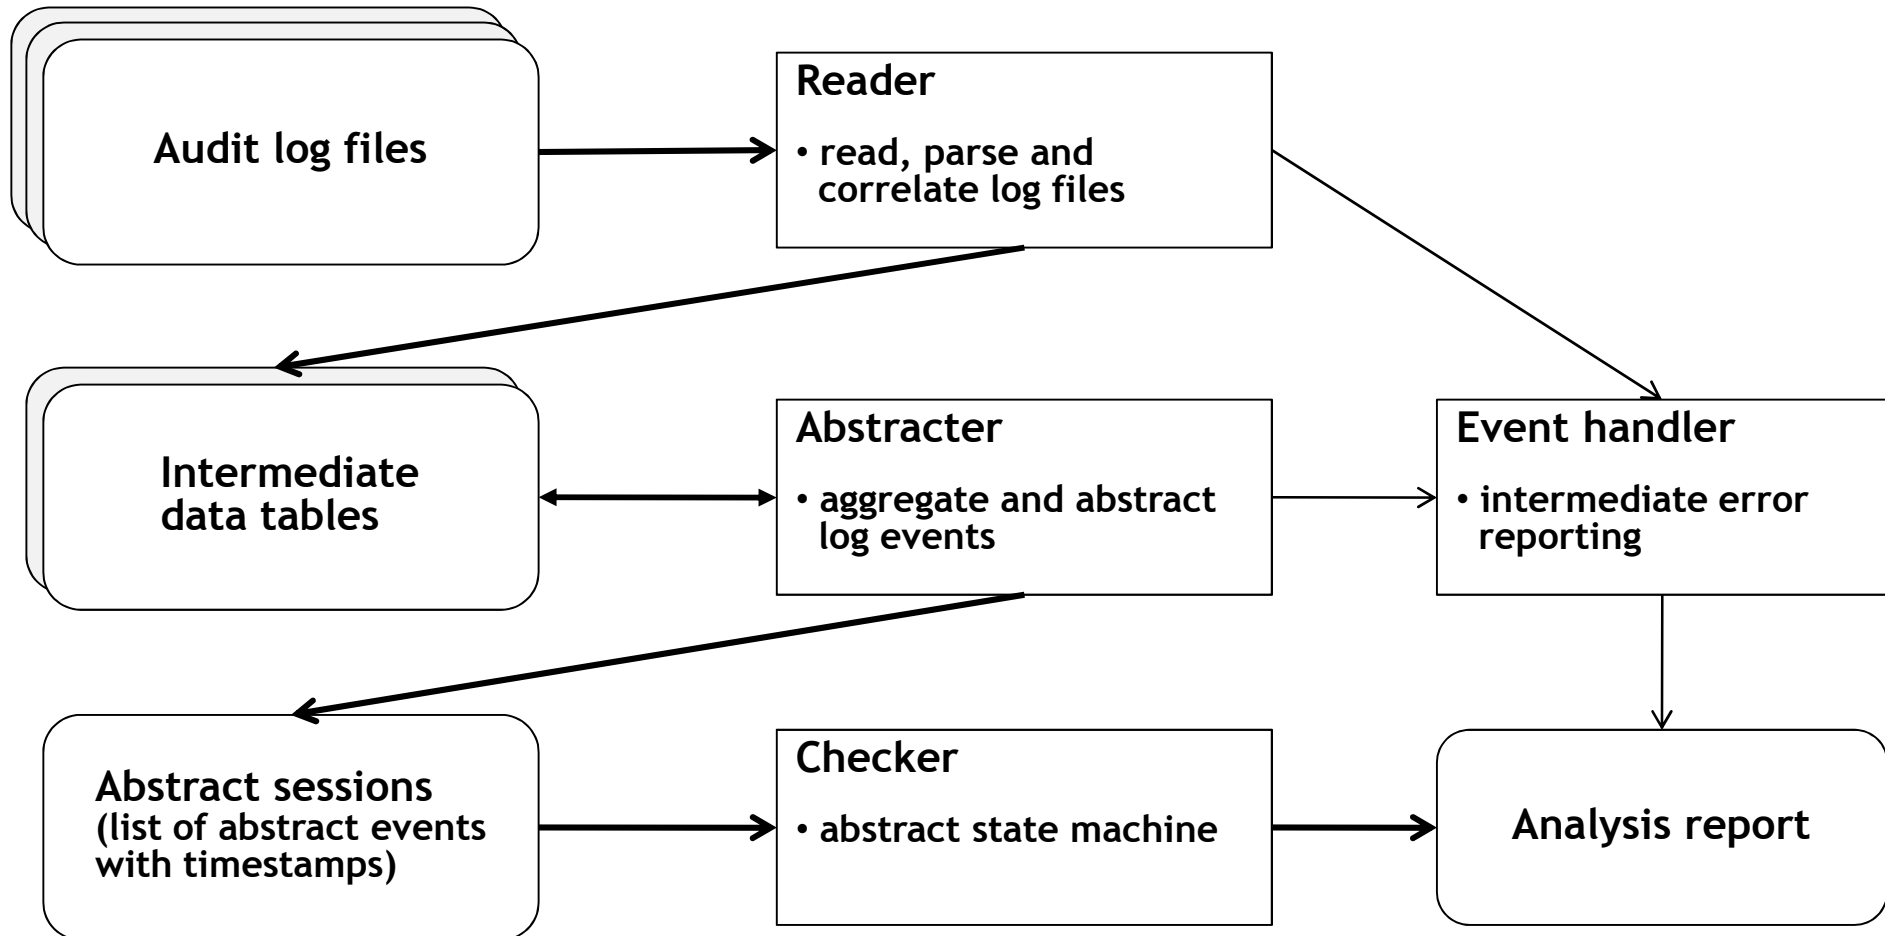 Audit log files
Reader
• read, parse and
correlate log files
Intermediate
data tables
Abstracter
• aggregate and abstract
log events
Event handler
• intermediate error
reporting
Abstract sessions
(list of abstract events
with timestamps)
Checker
• abstract state machine
Analysis report